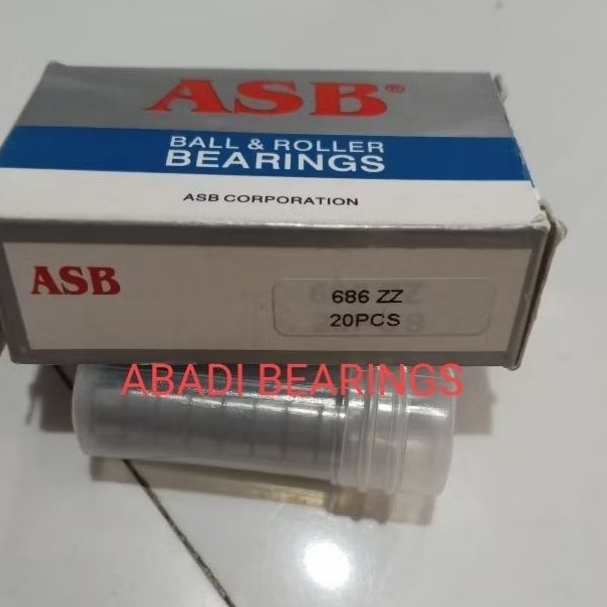 ASB®
BALL & ROLLER
BEARINGS
ASB CORPORATION
ASB
686 ZZ
20PCS
ABADI BEARINGS